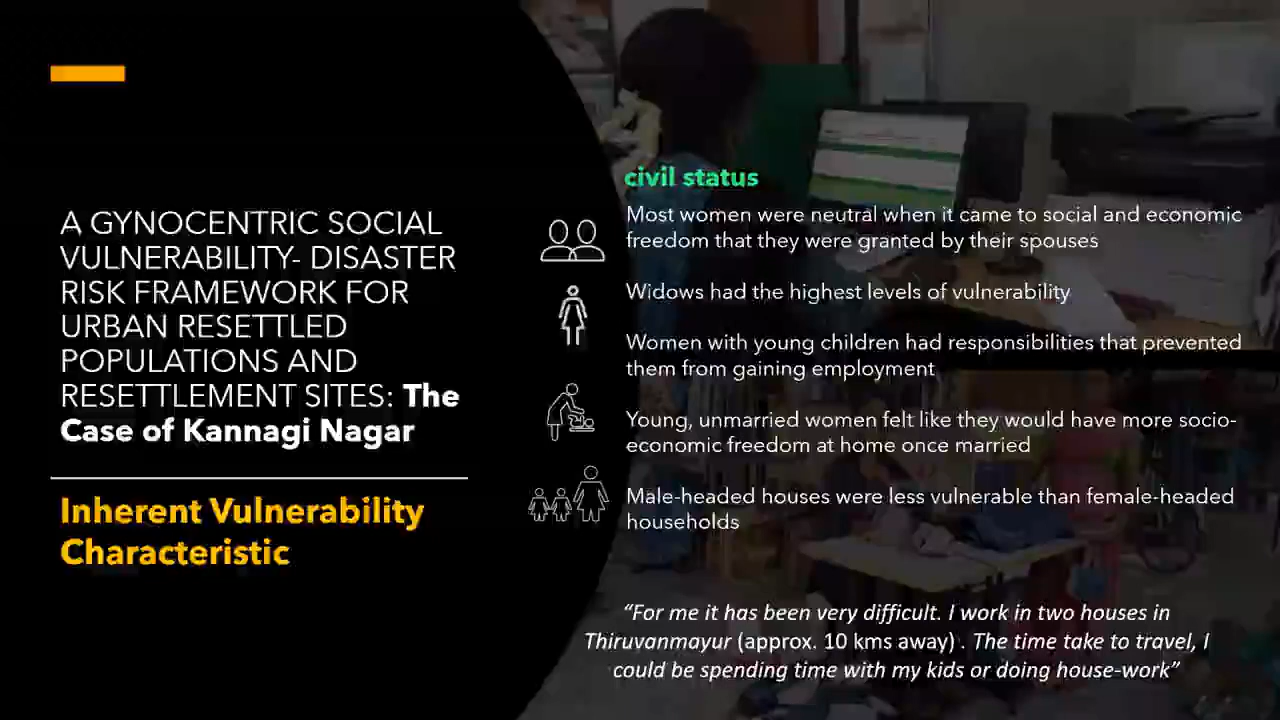 A GYNOCENTRIC SOCIAL
VULNERABILITY- DISASTER
RISK FRAMEWORK FOR
URBAN RESETTLED
POPULATIONS AND
RESETTLEMENT SITES: The
Case of Kannagi Nagar
Inherent Vulnerability
Characteristic
civil status
Most women were neutral when it came to social and economic
freedom that they were granted by their spouses
Widows had the highest levels of vulnerability
Women with young children had responsibilities that prevented
them from gaining employment
Young, unmarried women felt like they would have more socio-
economic freedom at home once married
Male-headed houses were less vulnerable than female-headed
households
“For me it has been very difficult. I work in two houses in
Thiruvanmayur (approx. 10 kms away) . The time take to travel, I
could be spending time with my kids or doing house-work”